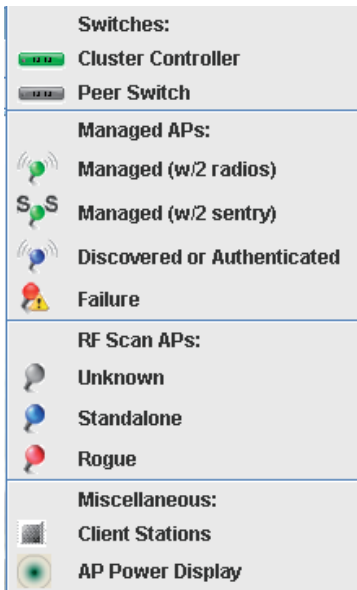 Switches:
Cluster Controller
Peer Switch
Managed APs:
Managed (w/2 radios)
S S Managed (w/2 sentry)
Discovered or Authenticated
Failure
RF Scan APs:
Unknown
Standalone
Rogue
Miscellaneous:
Client Stations
AP Power Display